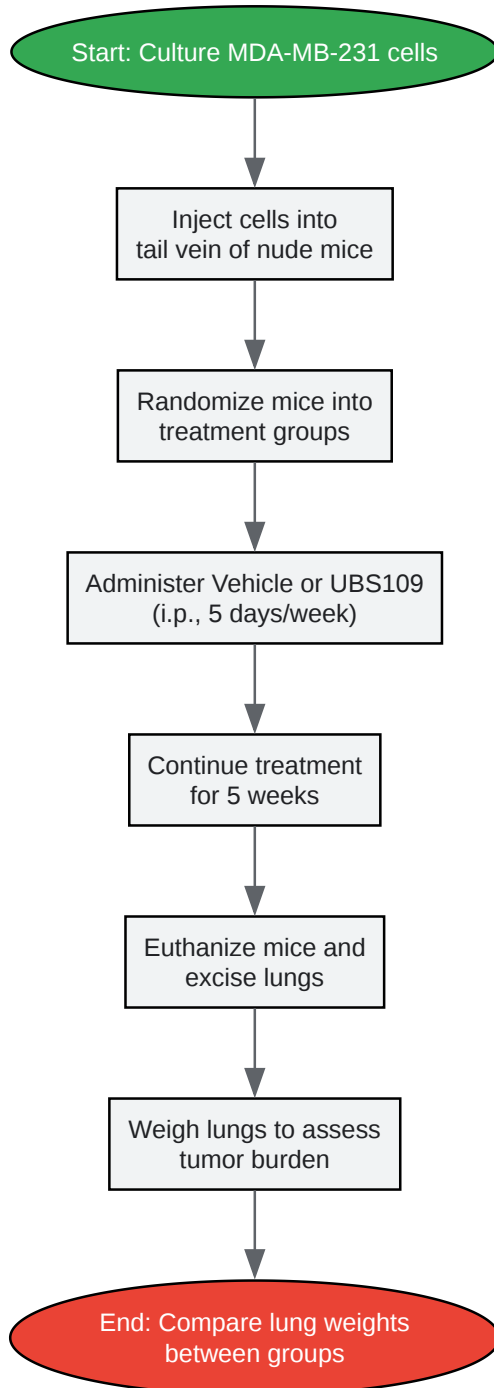 Start: Culture MDA-MB-231 cells
Inject cells into
tail vein of nude mice
Randomize mice into
treatment groups
Administer Vehicle or UBS109
(i.p., 5 days/week)
Continue treatment
for 5 weeks
Euthanize mice and
excise lungs
Weigh lungs to assess
tumor burden
End: Compare lung weights
between groups